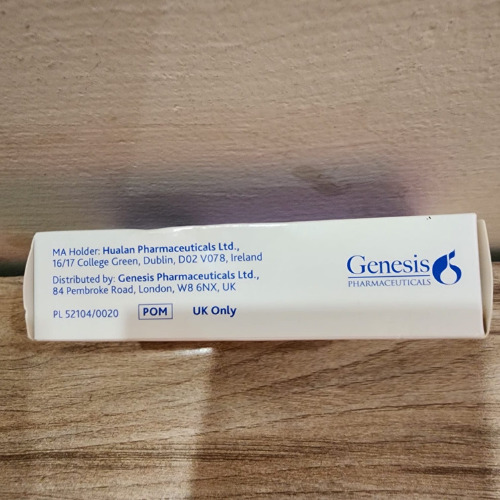 MA Holder: Hualan Pharmaceuticals Ltd.,
16/17 College Green, Dublin, D02 V078, Ireland
Distributed by: Genesis Pharmaceuticals Ltd.,
84 Pembroke Road, London, W8 6NX, UK
PL 52104/0020 POM UK Only
Genesis
PHARMACEUTICALS